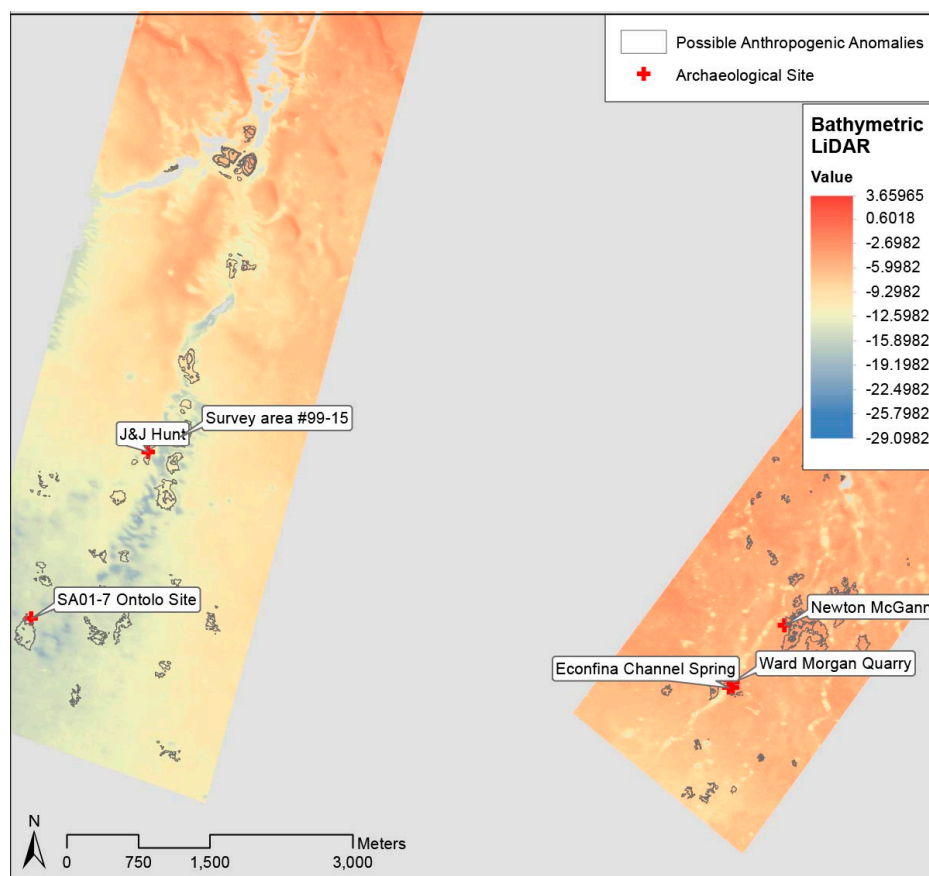 Possible Anthropogenic Anomalies
Archaeological Site
Bathymetric
LiDAR
Value
3.65965
0.6018
-2.6982
-5.9982
-9.2982
-12.5982
-15.8982
-19.1982
-22.4982
-25.7982
-29.0982
Survey area #99-15
J&J Hunt
SA01-7 Ontolo Site
Newton McGann
Econfina Channel Spring
Ward Morgan Quarry
N
Meters
0 750 1,500 3,000